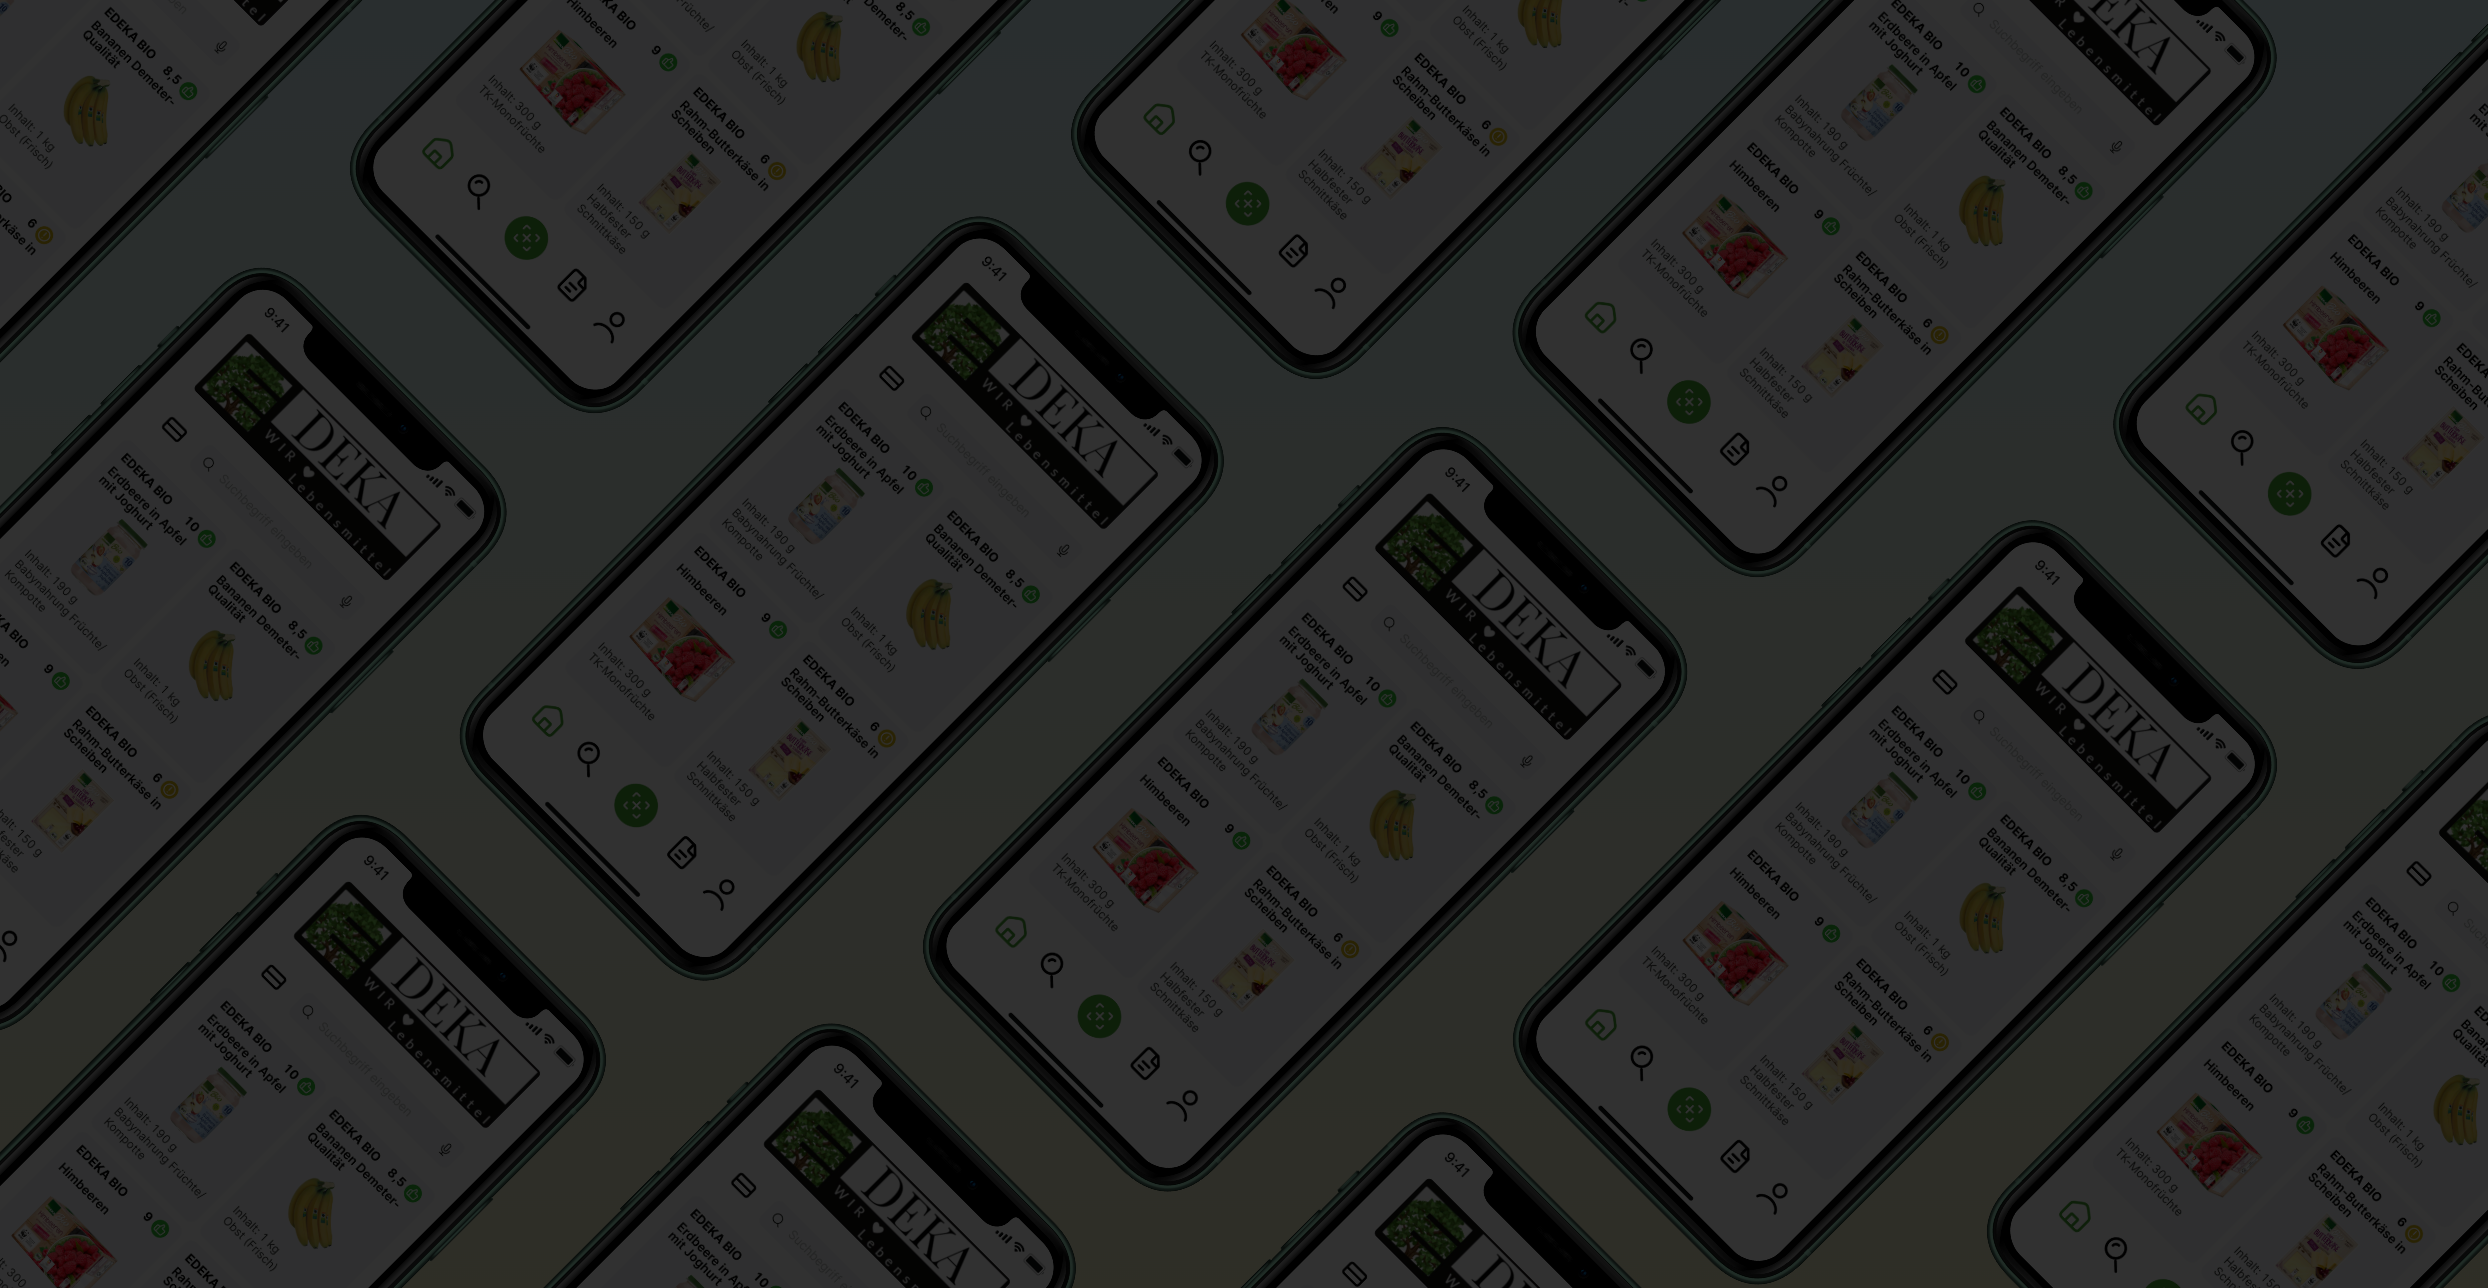 9:41
EDEKA
WIR Lebensmittel
Suchbegriff eingeben
EDEKA BIO
Erdbeere in Apfel
mit Joghurt
10
Inhalt: 190 g
Babynahrung Früchte/
Kompotte
EDEKA BIO
Bananen Demeter-
Qualität
8,5
Inhalt: 1 kg
Obst (Frisch)
EDEKA BIO
Himbeeren
9
Inhalt: 300 g
TK-Monofrüchte
EDEKA BIO
Rahm-Butterkäse in
Scheiben
6
Inhalt: 150 g
Halbfester
Schnittkäse